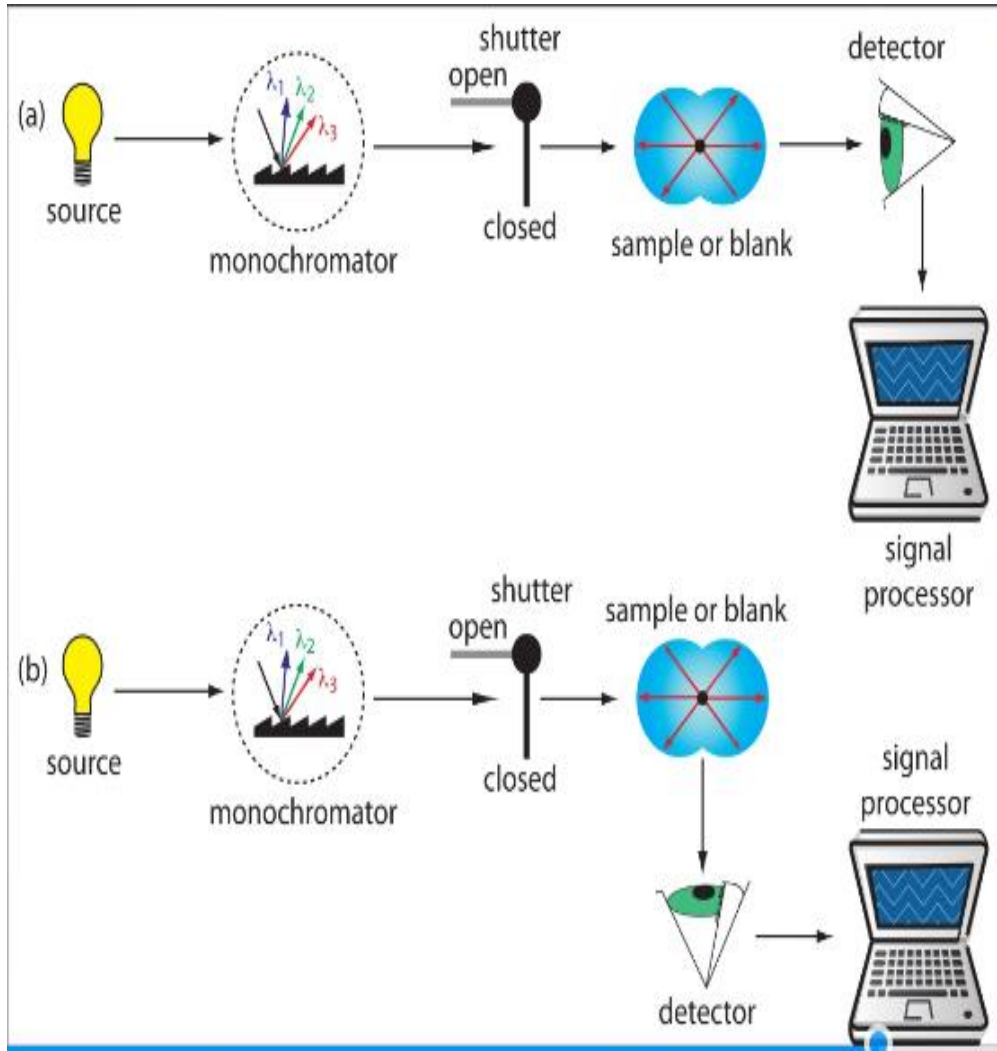 (a)
source
λ1 λ2 λ3
monochromator
shutter
open
closed
sample or blank
detector
signal
processor
(b)
source
λ1 λ2 λ3
monochromator
shutter
open
closed
sample or blank
detector
signal
processor